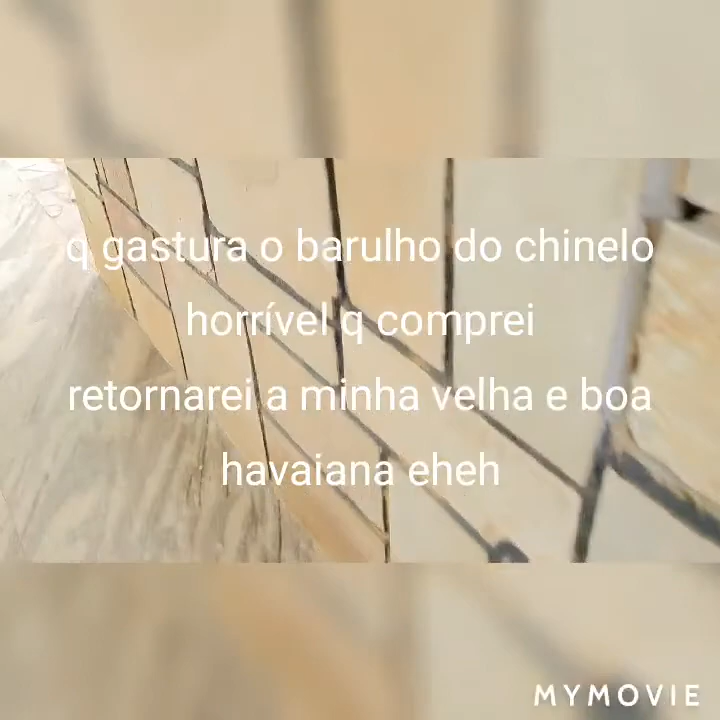 q gastura o barulho do chinelo
horrível q comprei
retornarei a minha velha e boa
havaiana eheh
MYMOVIE